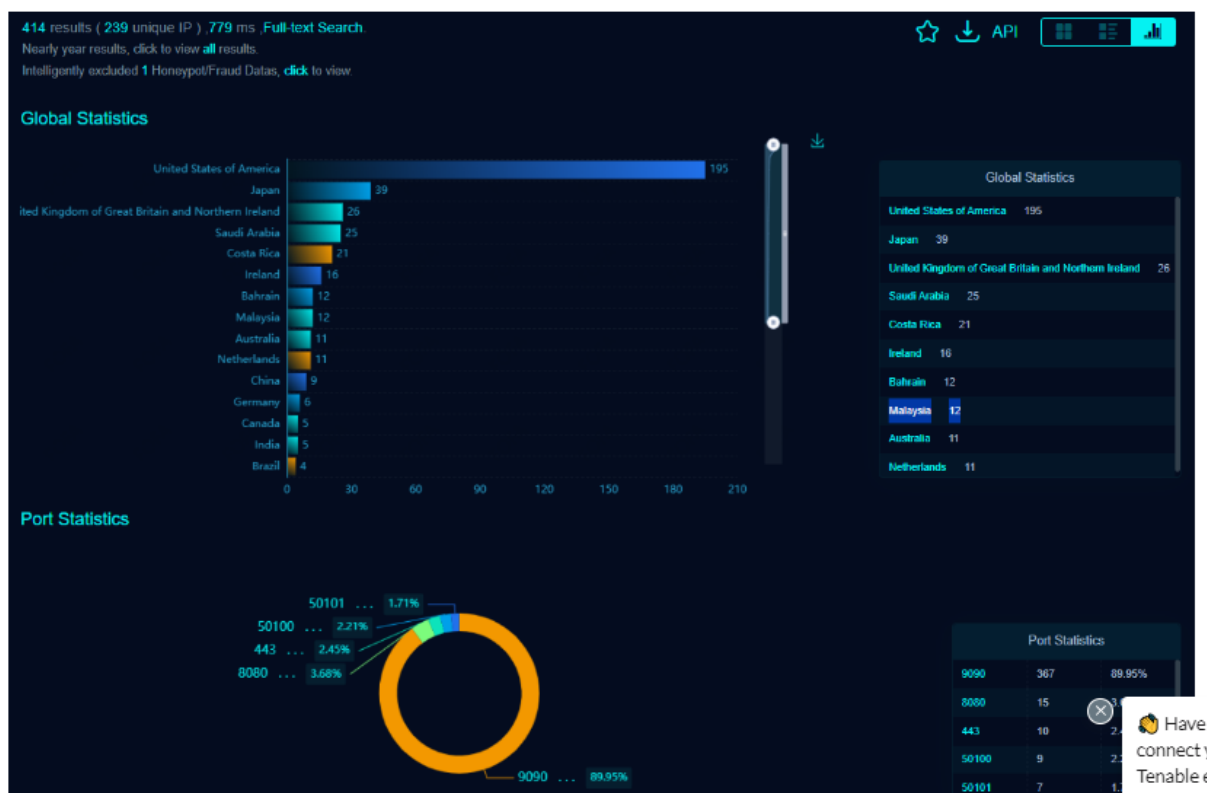 414 results ( 239 unique IP ) ,779 ms ,Full-text Search.
Nearly year results, click to view all results.
Intelligently excluded 1 Honeypot/Fraud Datas, click to view.
API
Global Statistics
United States of America 195
Japan 39
ited Kingdom of Great Britain and Northern Ireland 26
Saudi Arabia 25
Costa Rica 21
Ireland 16
Bahrain 12
Malaysia 12
Australia 11
Netherlands 11
China 9
Germany 6
Canada 5
India 5
Brazil 4
0 30 60 90 120 150 180 210
Global Statistics
United States of America 195
Japan 39
United Kingdom of Great Britain and Northern Ireland 26
Saudi Arabia 25
Costa Rica 21
Ireland 16
Bahrain 12
Malaysia 12
Australia 11
Netherlands 11
Port Statistics
50101 ... 1.71%
50100 ... 2.21%
443 ... 2.45%
8080 ... 3.68%
9090 ... 89.95%
Port Statistics
9090 367 89.95%
8080 15
443 10
50100 9
50101 7
Have
connect y
Tenable e